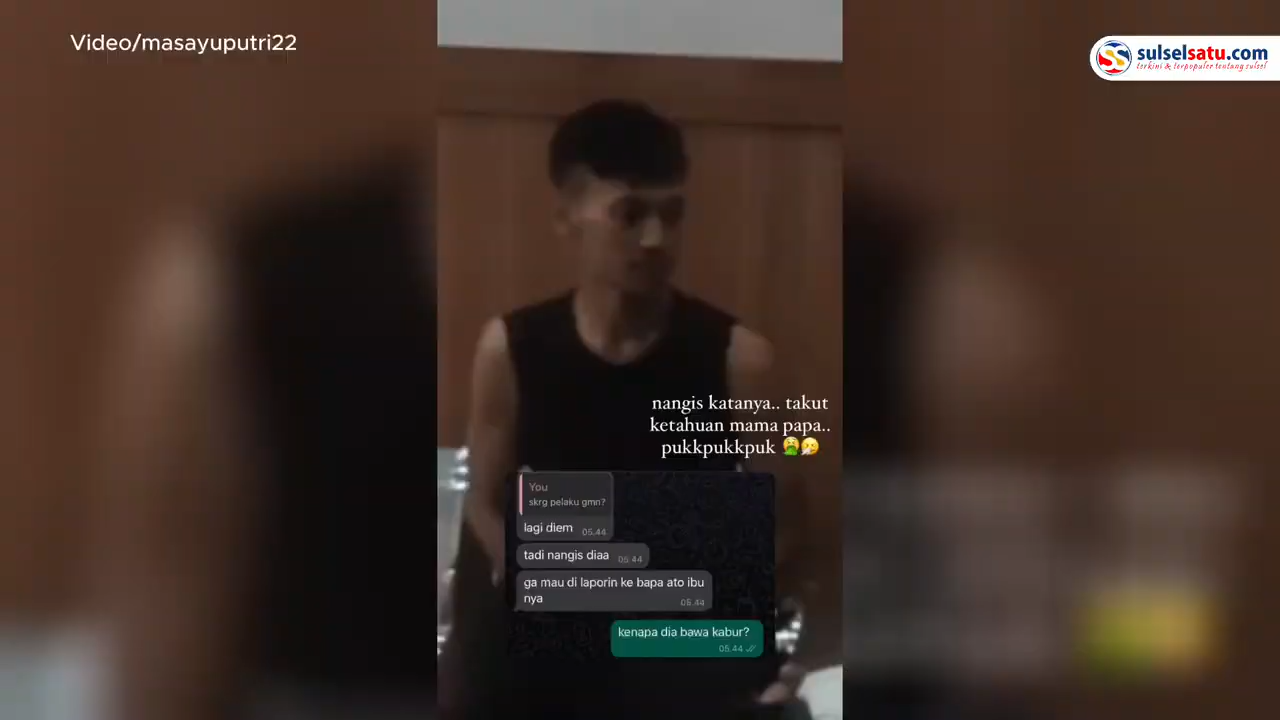 Video/masayuputri22
sulselsatu.com
terkini & terpopuler tentang sulsel
nangis katanya.. takut
ketahuan mama papa..
pukkpukkpuk 🤮🤧
You
skrg pelaku gmn?
lagi diem 05.44
tadi nangis diaa 05.44
ga mau di laporin ke bapa ato ibu
nya 05.44
kenapa dia bawa kabur?
05.44